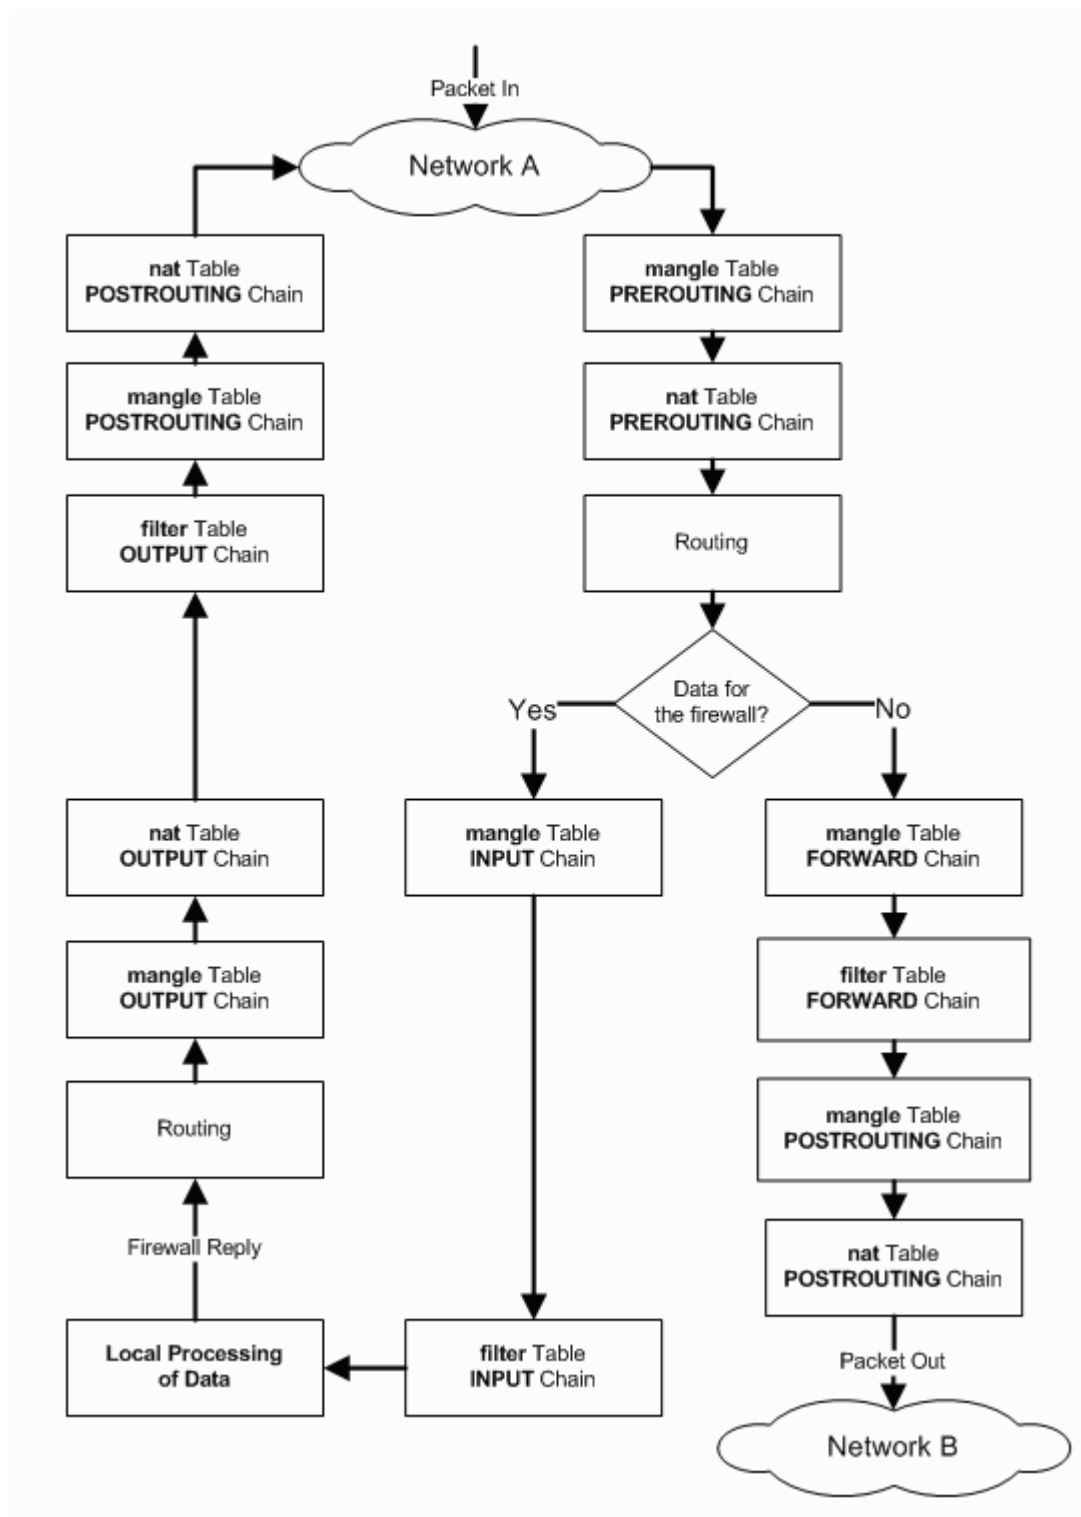 Packet In
Network A
mangle Table
PREROUTING Chain
nat Table
PREROUTING Chain
Routing
Data for
the firewall?
Yes
No
mangle Table
INPUT Chain
filter Table
INPUT Chain
Local Processing
of Data
Firewall Reply
Routing
mangle Table
OUTPUT Chain
nat Table
OUTPUT Chain
filter Table
OUTPUT Chain
mangle Table
POSTROUTING Chain
nat Table
POSTROUTING Chain
mangle Table
FORWARD Chain
filter Table
FORWARD Chain
mangle Table
POSTROUTING Chain
nat Table
POSTROUTING Chain
Packet Out
Network B